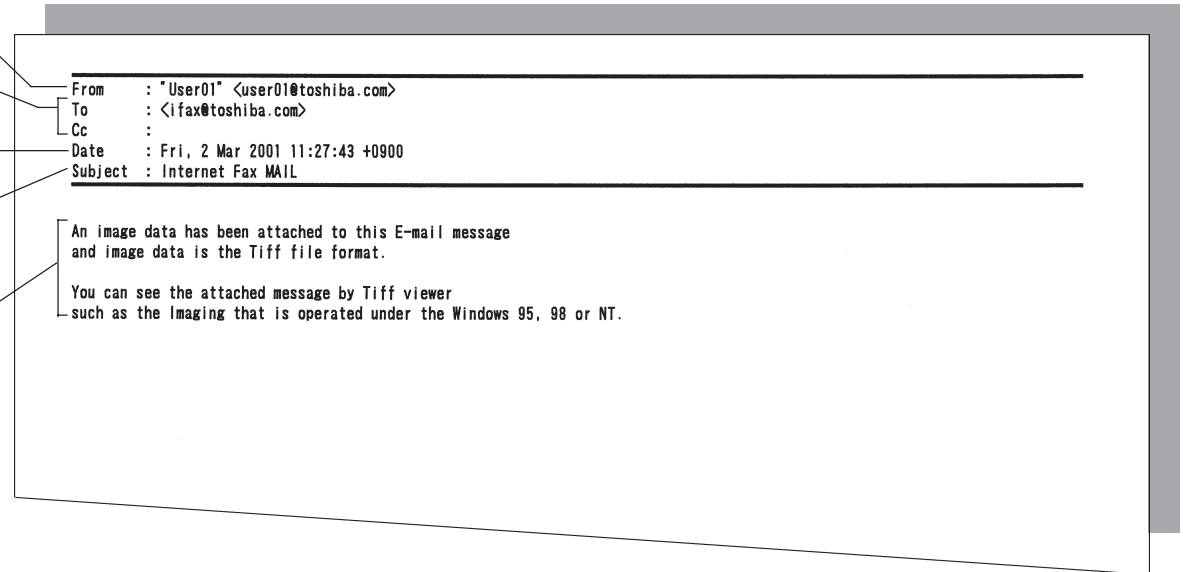 From : "User01" <user01@toshiba.com>
To : <ifax@toshiba.com>
Cc :
Date : Fri, 2 Mar 2001 11:27:43 +0900
Subject : Internet Fax MAIL
An image data has been attached to this E-mail message
and image data is the Tiff file format.
You can see the attached message by Tiff viewer
such as the Imaging that is operated under the Windows 95, 98 or NT.